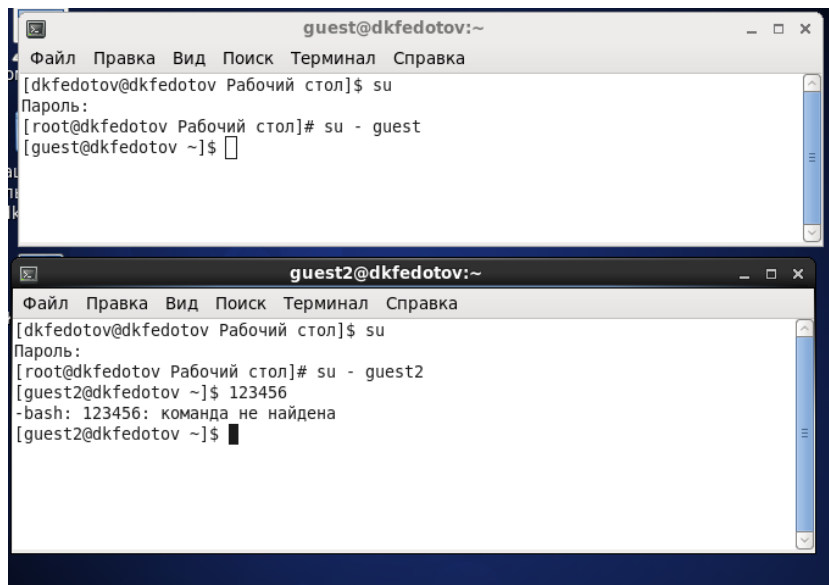 guest@dkfedotov:~
Файл Правка Вид Поиск Терминал Справка
[dkfedotov@dkfedotov Рабочий стол]$ su
Пароль:
[root@dkfedotov Рабочий стол]# su - guest
[guest@dkfedotov ~]$
guest2@dkfedotov:~
Файл Правка Вид Поиск Терминал Справка
[dkfedotov@dkfedotov Рабочий стол]$ su
Пароль:
[root@dkfedotov Рабочий стол]# su - guest2
[guest2@dkfedotov ~]$ 123456
-bash: 123456: команда не найдена
[guest2@dkfedotov ~]$